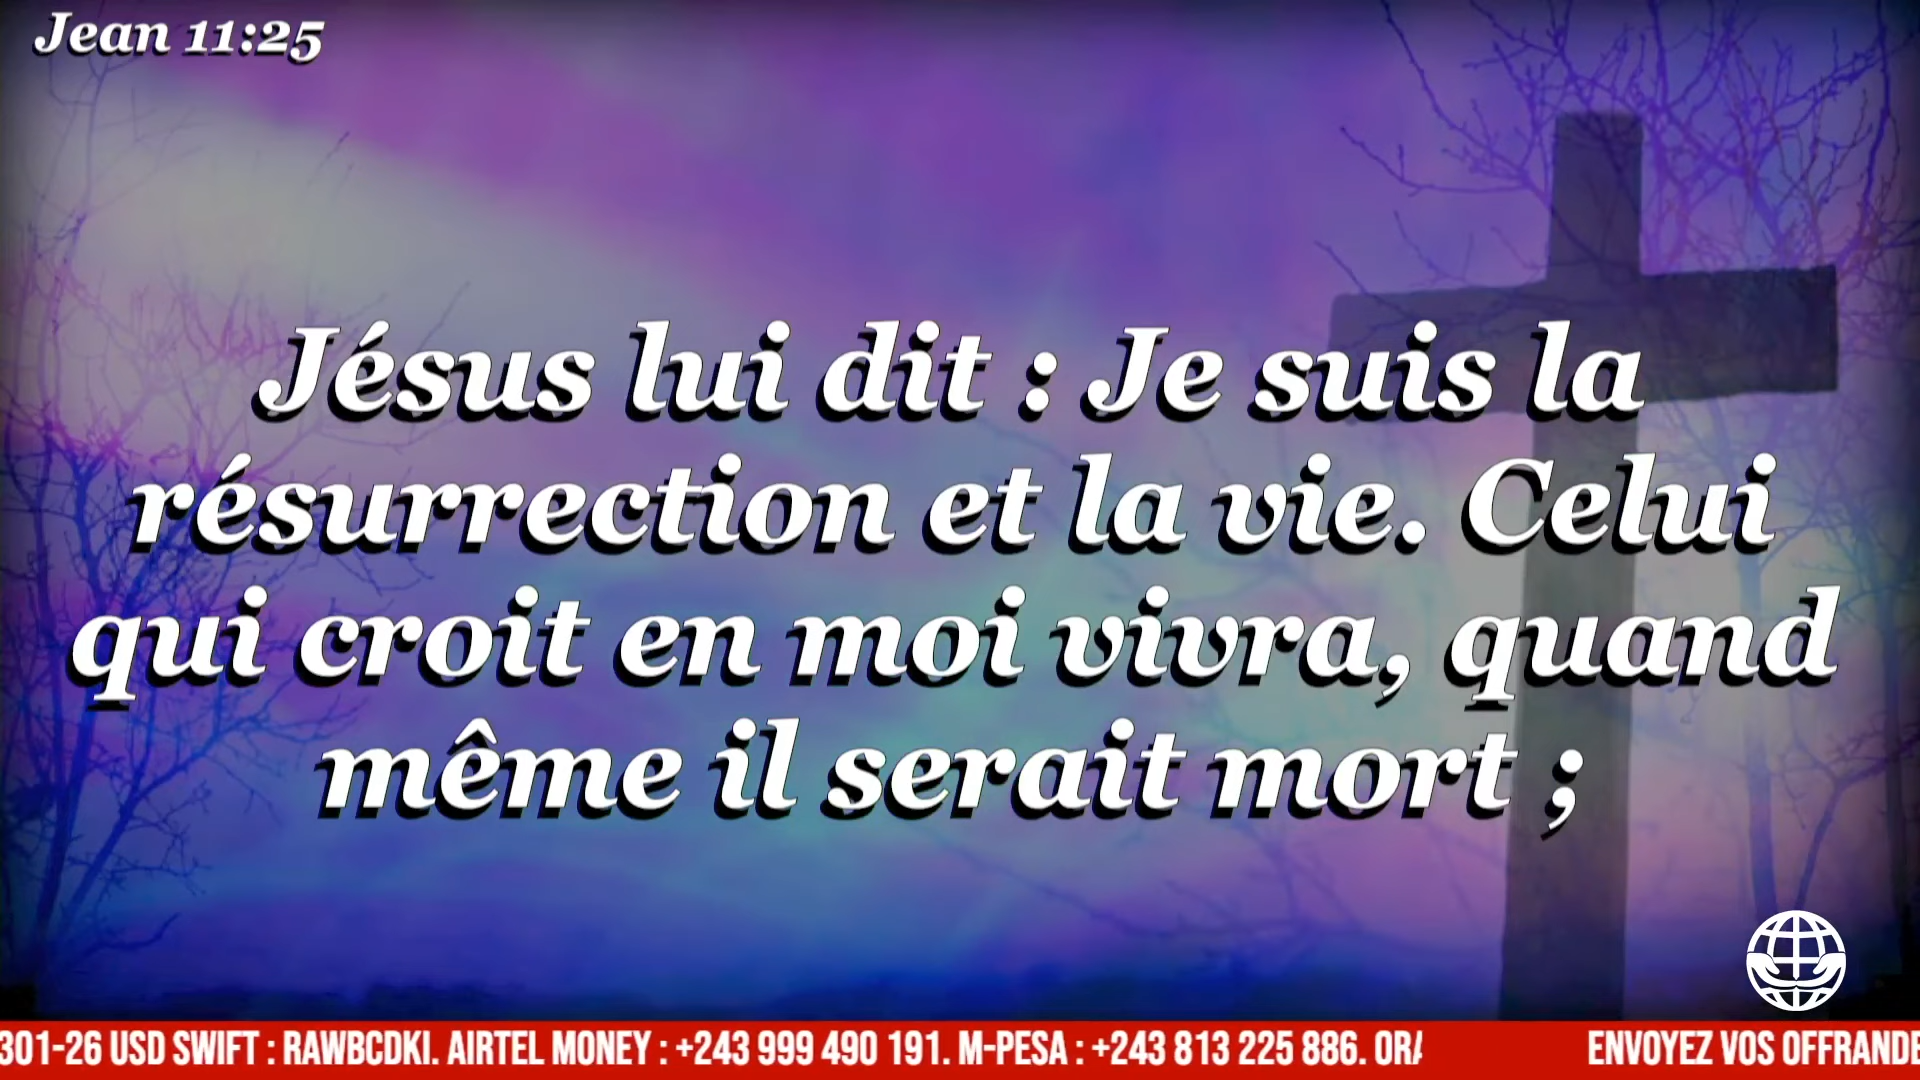 Jean 11:25
Jésus lui dit : Je suis la
résurrection et la vie. Celui
qui croit en moi vivra, quand
même il serait mort ;
301-26 USD SWIFT : RAWBCDKI. AIRTEL MONEY : +243 999 490 191. M-PESA : +243 813 225 886. ORA ENVOYEZ VOS OFFRANDE